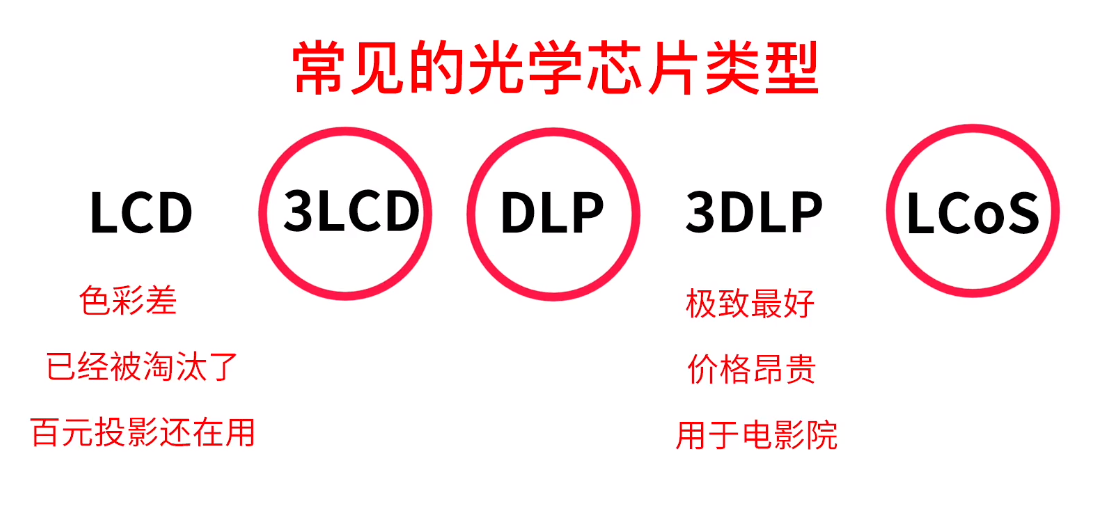 常见的光学芯片类型
LCD 3LCD DLP 3DLP LCoS
色彩差
已经被淘汰了
百元投影还在用
极致最好
价格昂贵
用于电影院